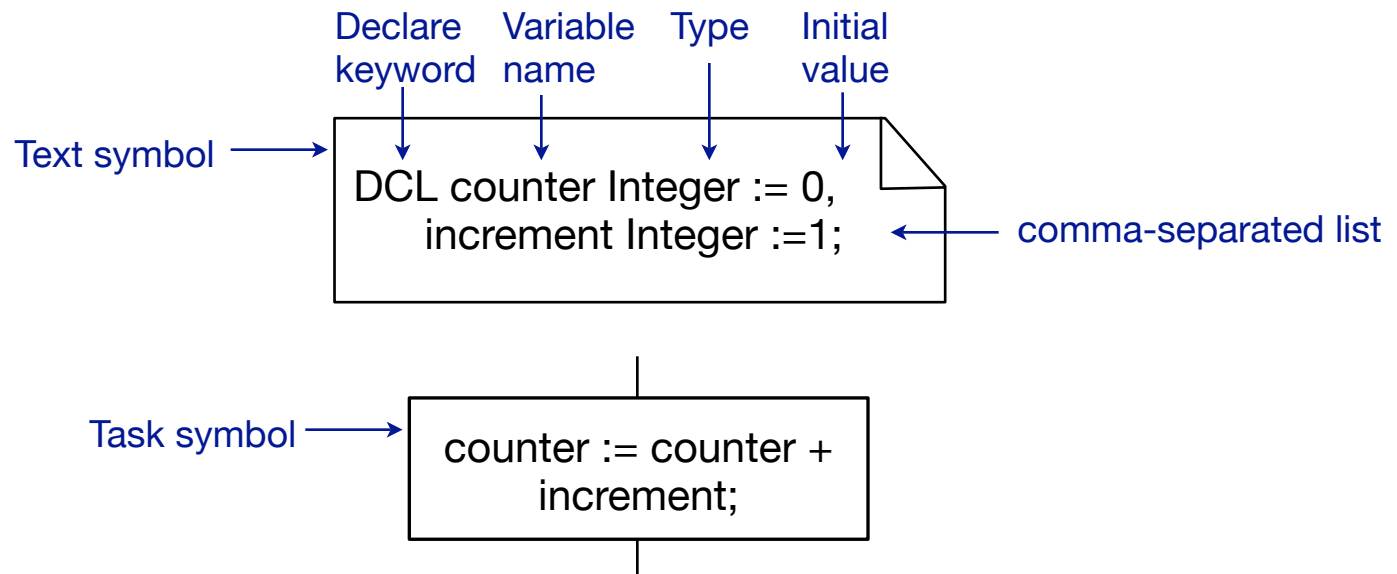 Declare keyword
Variable name
Type
Initial value
Text symbol
DCL counter Integer := 0,
increment Integer :=1;
comma-separated list
Task symbol
counter := counter +
increment;